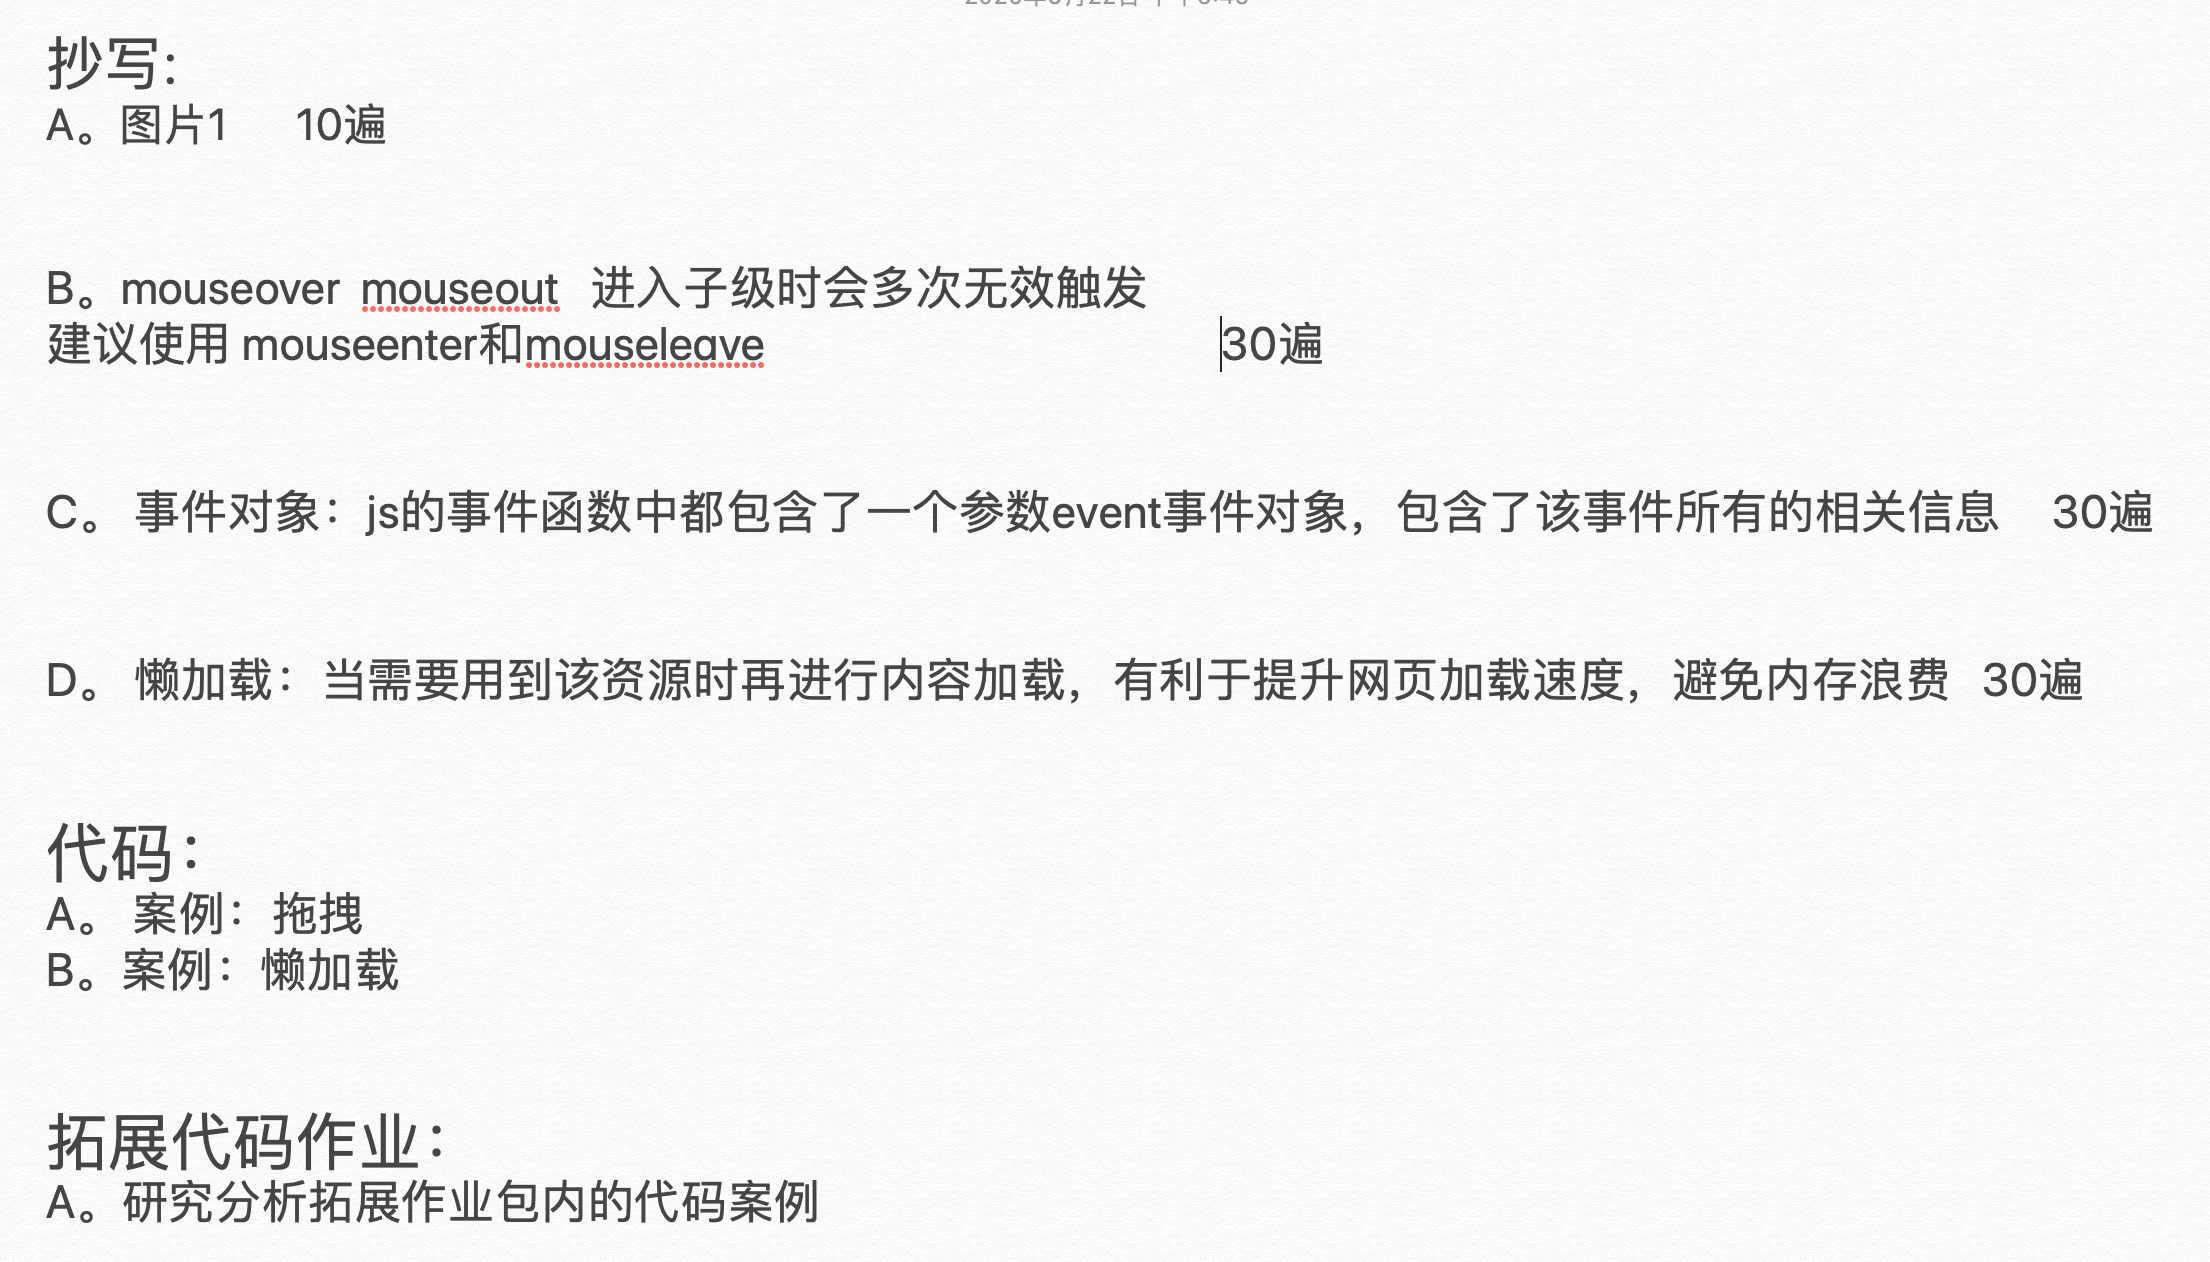 抄写:
A。图片1 10遍
B。mouseover mouseout 进入子级时会多次无效触发
建议使用 mouseenter和mouseleave 30遍
C。 事件对象：js的事件函数中都包含了一个参数event事件对象，包含了该事件所有的相关信息 30遍
D。 懒加载：当需要用到该资源时再进行内容加载，有利于提升网页加载速度，避免内存浪费 30遍
代码：
A。 案例：拖拽
B。案例：懒加载
拓展代码作业：
A。研究分析拓展作业包内的代码案例